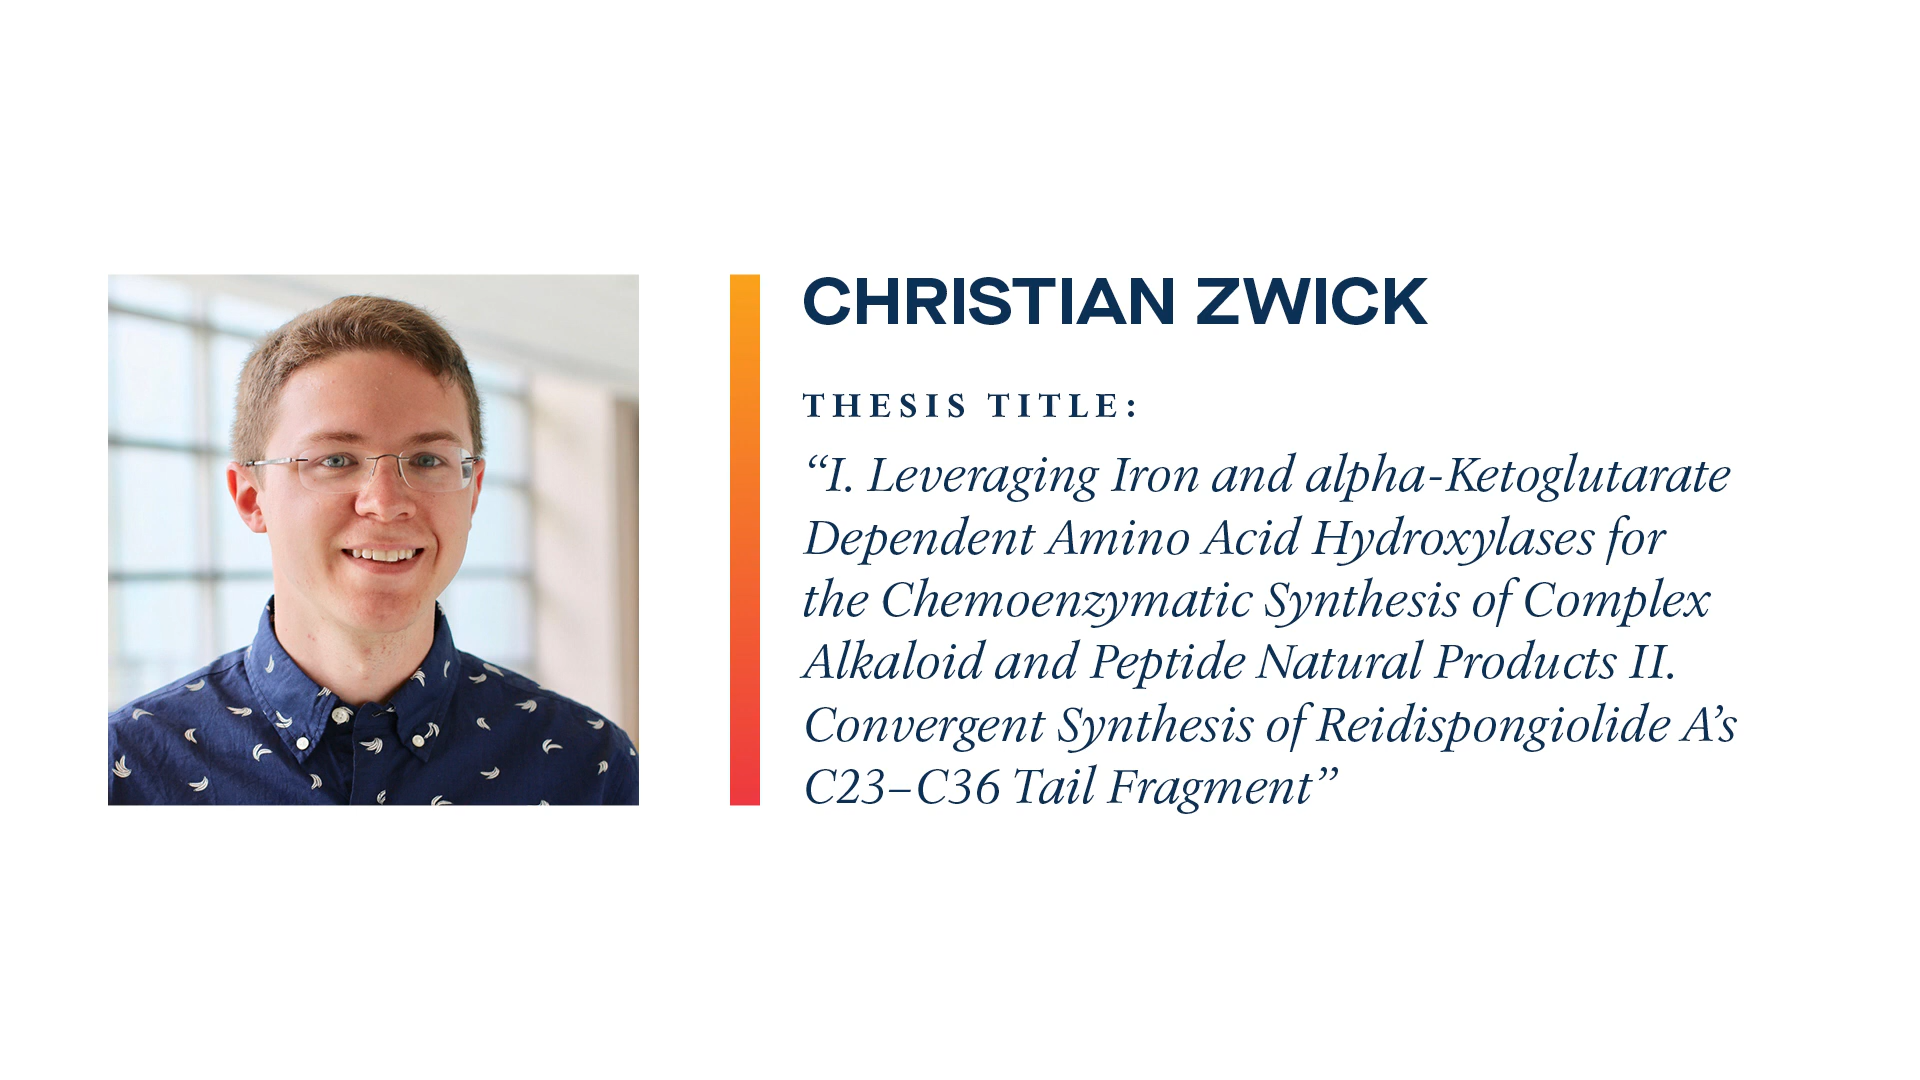 CHRISTIAN ZWICK
THESIS TITLE:
“I. Leveraging Iron and alpha-Ketoglutarate
Dependent Amino Acid Hydroxylases for
the Chemoenzymatic Synthesis of Complex
Alkaloid and Peptide Natural Products II.
Convergent Synthesis of Reidispongiolide A’s
C23–C36 Tail Fragment”